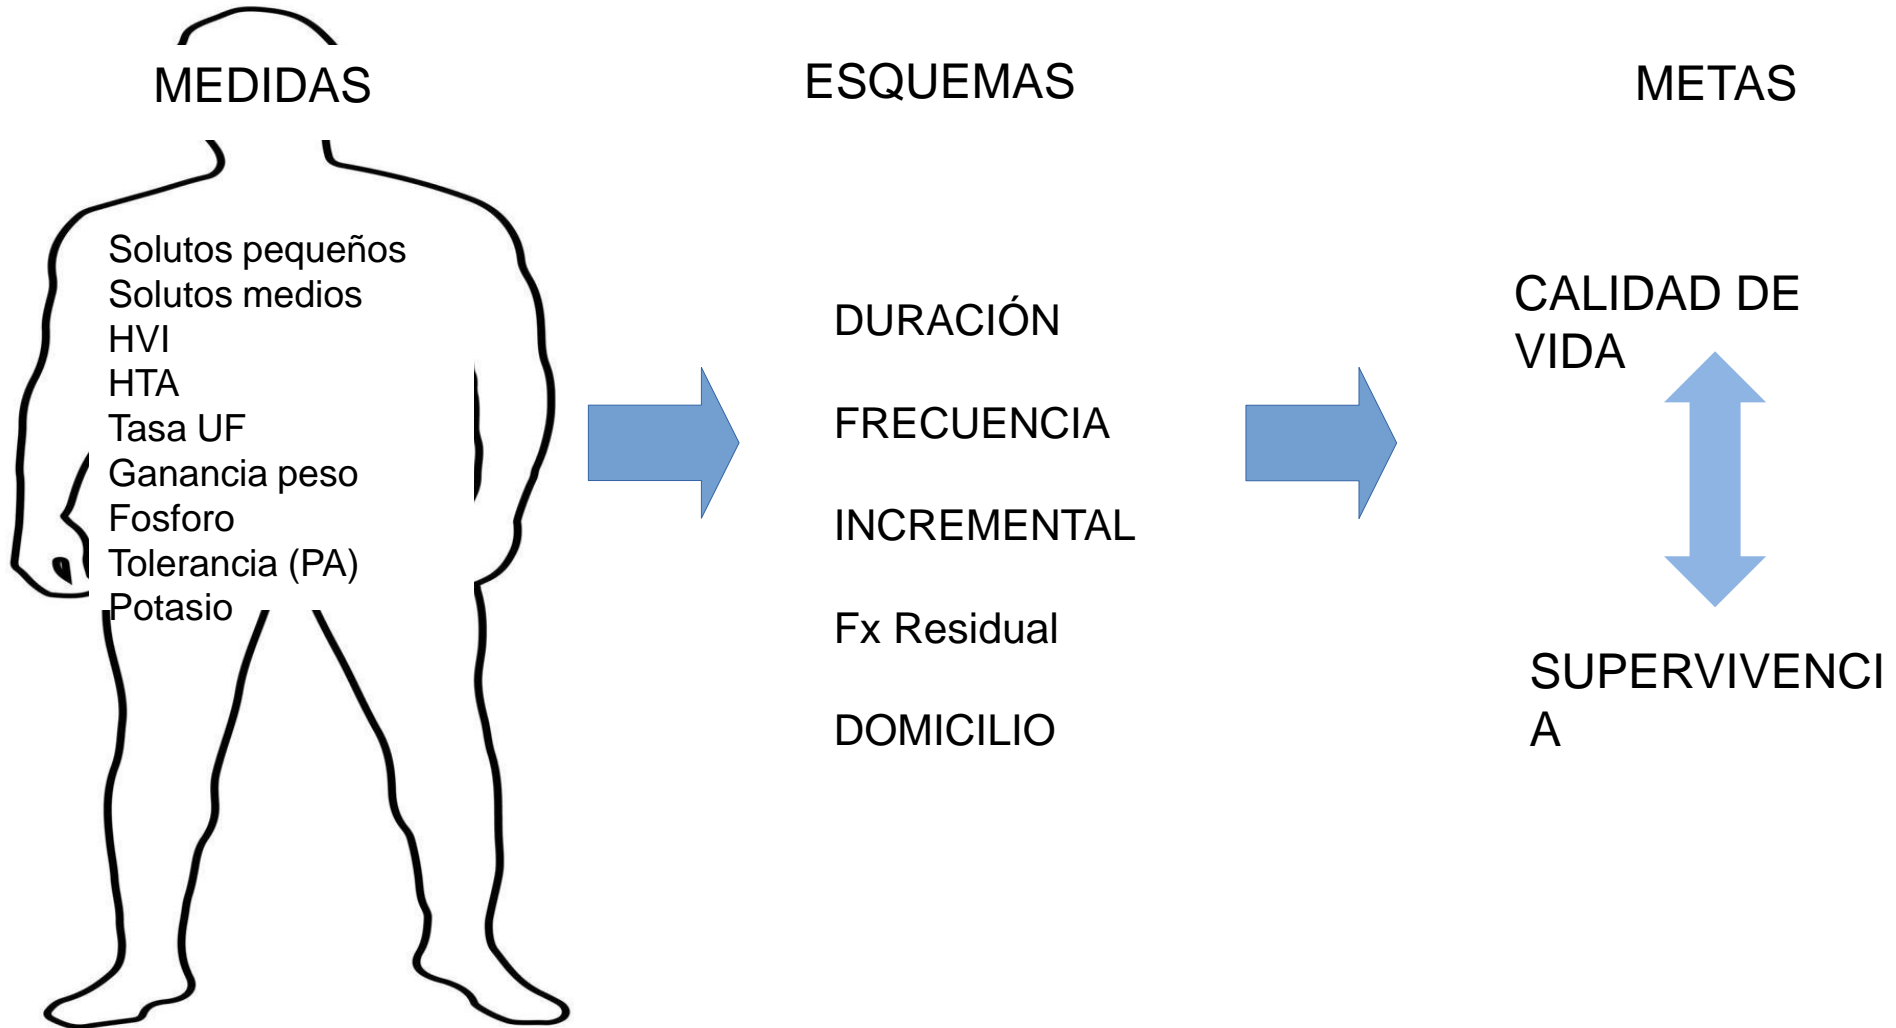 MEDIDAS
ESQUEMAS
METAS
Solutos pequeños
Solutos medios
HVI
HTA
Tasa UF
Ganancia peso
Fosforo
Tolerancia (PA)
Potasio
DURACIÓN
FRECUENCIA
INCREMENTAL
Fx Residual
DOMICILIO
CALIDAD DE
VIDA
SUPERVIVENCI
A